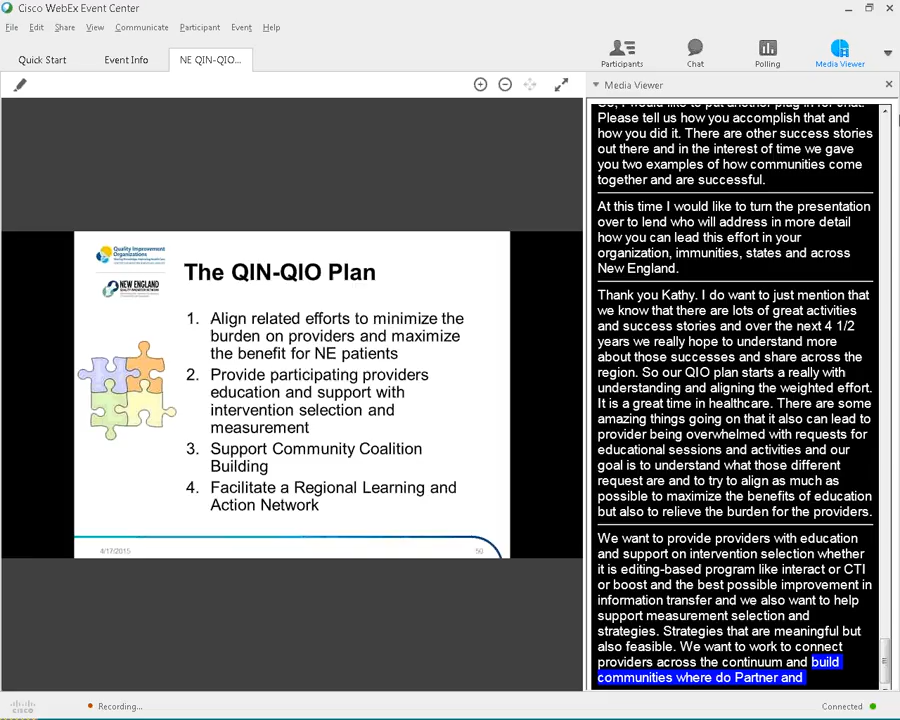 Cisco WebEx Event Center
File Edit Share View Communicate Participant Event Help
Quick Start Event Info NE QIN-QIO...
Participants Chat Polling Media Viewer
Media Viewer
Quality Improvement
Organizations
NEW ENGLAND
The QIN-QIO Plan
1. Align related efforts to minimize the
burden on providers and maximize
the benefit for NE patients
2. Provide participating providers
education and support with
intervention selection and
measurement
3. Support Community Coalition
Building
4. Facilitate a Regional Learning and
Action Network
4/17/2015 50
So, I would like to put another plug in for chat.
Please tell us how you accomplish that and
how you did it. There are other success stories
out there and in the interest of time we gave
you two examples of how communities come
together and are successful.
At this time I would like to turn the presentation
over to lend who will address in more detail
how you can lead this effort in your
organization, immunities, states and across
New England.
Thank you Kathy. I do want to just mention that
we know that there are lots of great activities
and success stories and over the next 4 1/2
years we really hope to understand more
about those successes and share across the
region. So our QIO plan starts a really with
understanding and aligning the weighted effort.
It is a great time in healthcare. There are some
amazing things going on that it also can lead to
provider being overwhelmed with requests for
educational sessions and activities and our
goal is to understand what those different
request are and to try to align as much as
possible to maximize the benefits of education
but also to relieve the burden for the providers.
We want to provide providers with education
and support on intervention selection whether
it is editing-based program like interact or CTI
or boost and the best possible improvement in
information transfer and we also want to help
support measurement selection and
strategies. Strategies that are meaningful but
also feasible. We want to work to connect
providers across the continuum and build
communities where do Partner and
cisco Recording... Connected